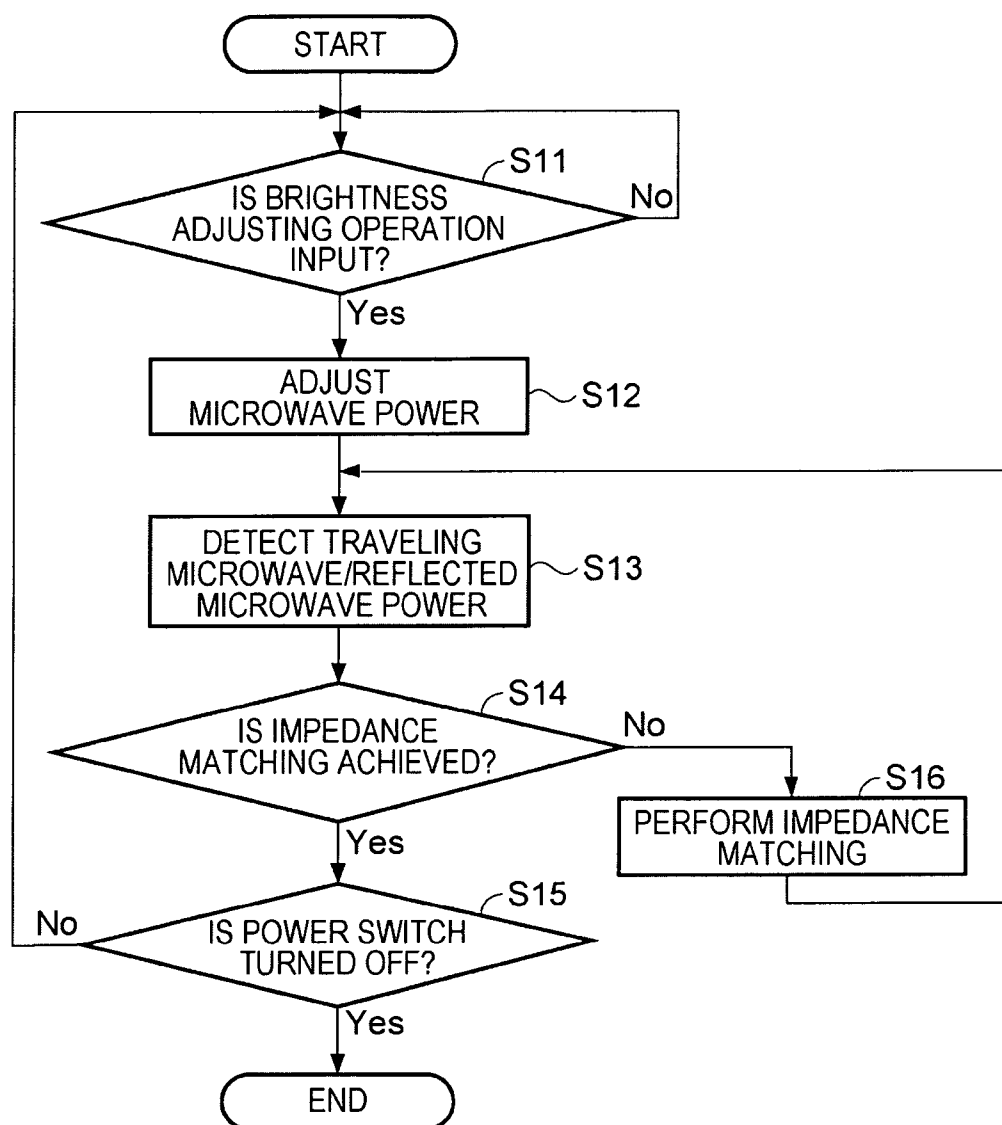 START
S11
IS BRIGHTNESS
ADJUSTING OPERATION
INPUT?
No
Yes
ADJUST
MICROWAVE POWER
S12
DETECT TRAVELING
MICROWAVE/REFLECTED
MICROWAVE POWER
S13
S14
IS IMPEDANCE
MATCHING ACHIEVED?
No
S16
PERFORM IMPEDANCE
MATCHING
Yes
S15
No
IS POWER SWITCH
TURNED OFF?
Yes
END